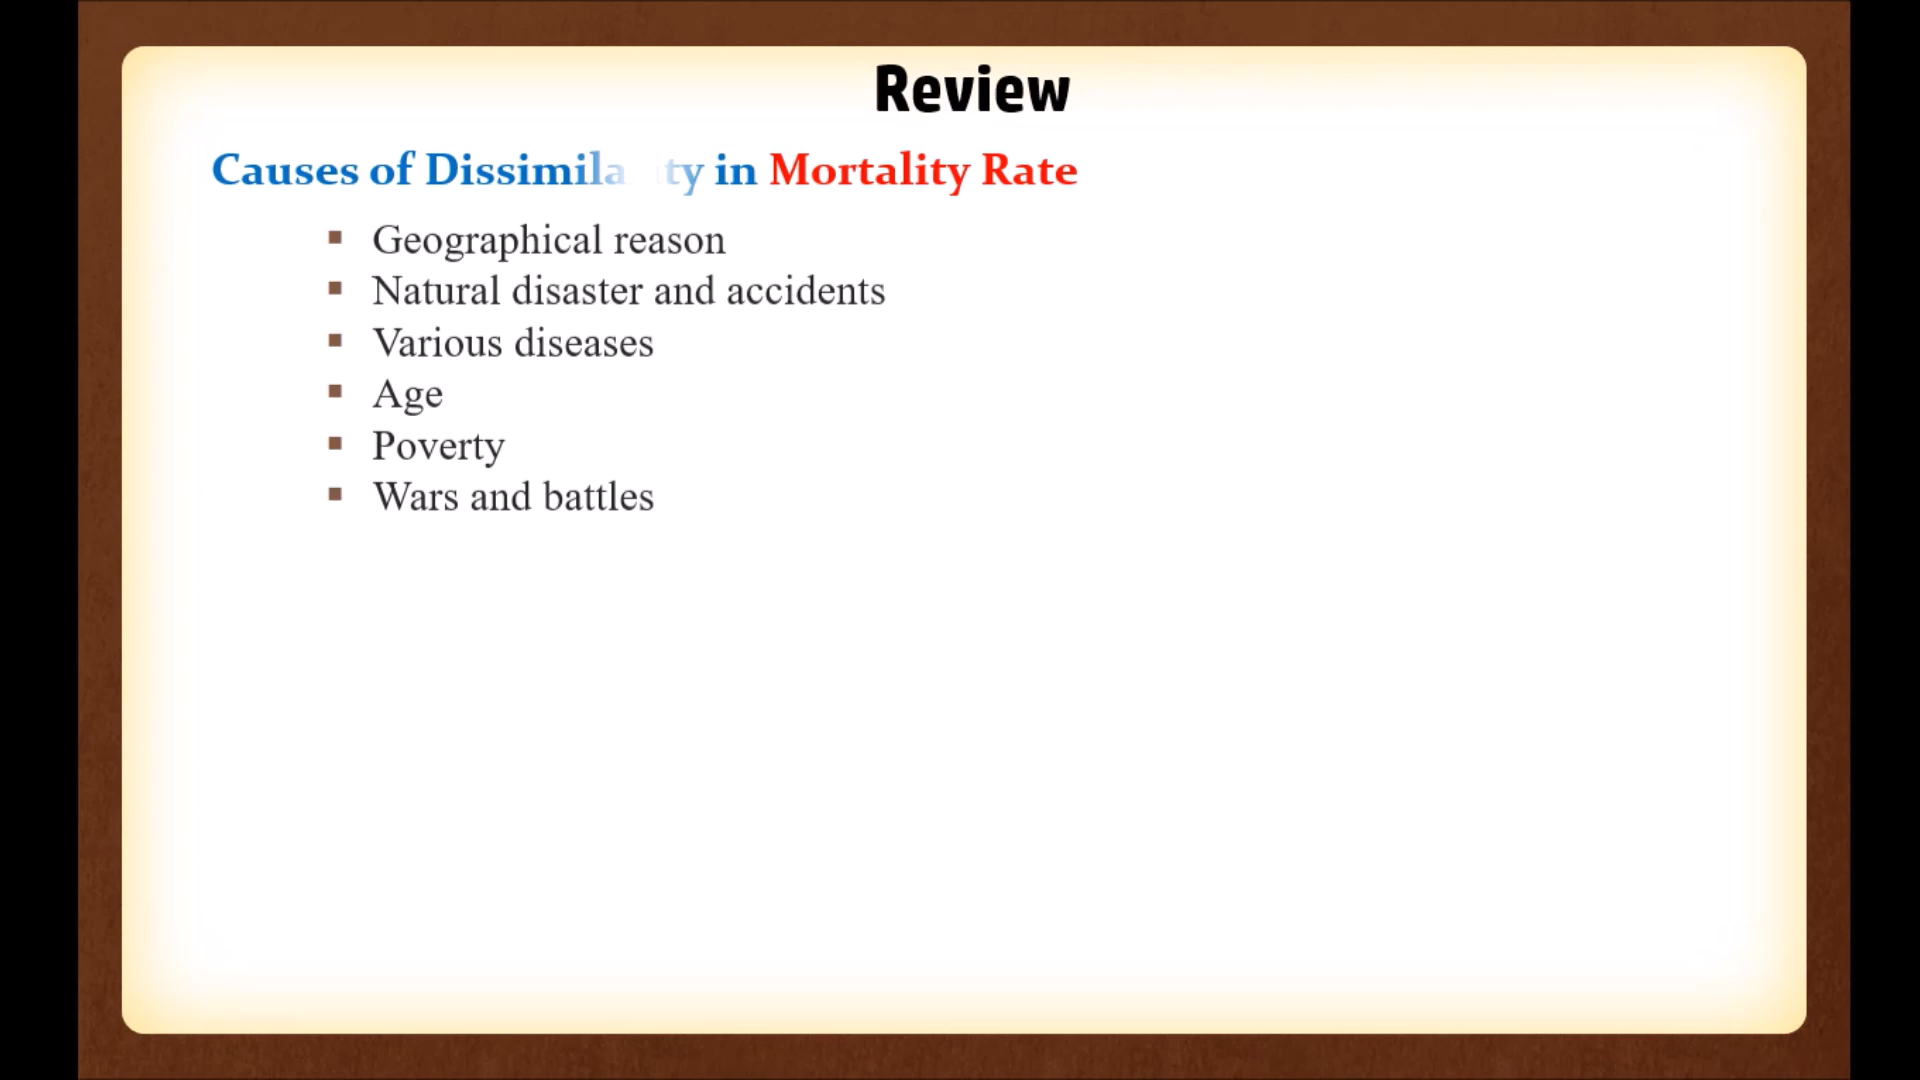 Review
Causes of Dissimilarity in Mortality Rate
▪ Geographical reason
▪ Natural disaster and accidents
▪ Various diseases
▪ Age
▪ Poverty
▪ Wars and battles